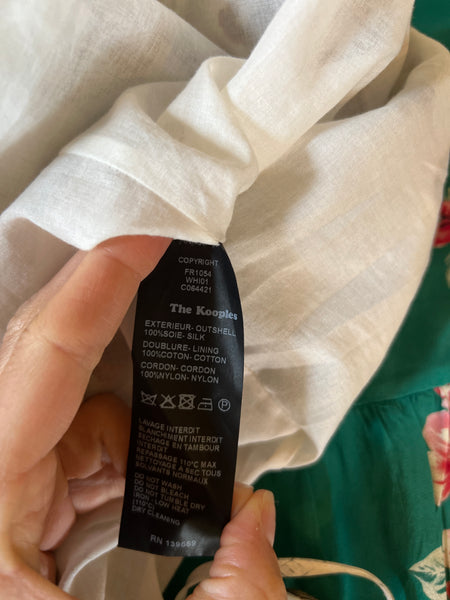 COPYRIGHT
FR1054
WHI01
C064421
The Kooples
EXTERIEUR- OUTSHELL
100%SOIE- SILK
DOUBLURE- LINING
100%COTON- COTTON
CORDON- CORDON
100%NYLON- NYLON
P
LAVAGE INTERDIT
BLANCHIMENT INTERDIT
SECHAGE EN TAMBOUR
INTERDIT
REPASSAGE 110°C MAX
NETTOYAGE A SEC TOUS
SOLVANTS NORMAUX
DO NOT WASH
DO NOT BLEACH
DO NOT TUMBLE DRY
IRON - LOW HEAT
(110°C)
DRY CLEANING
RN 139659